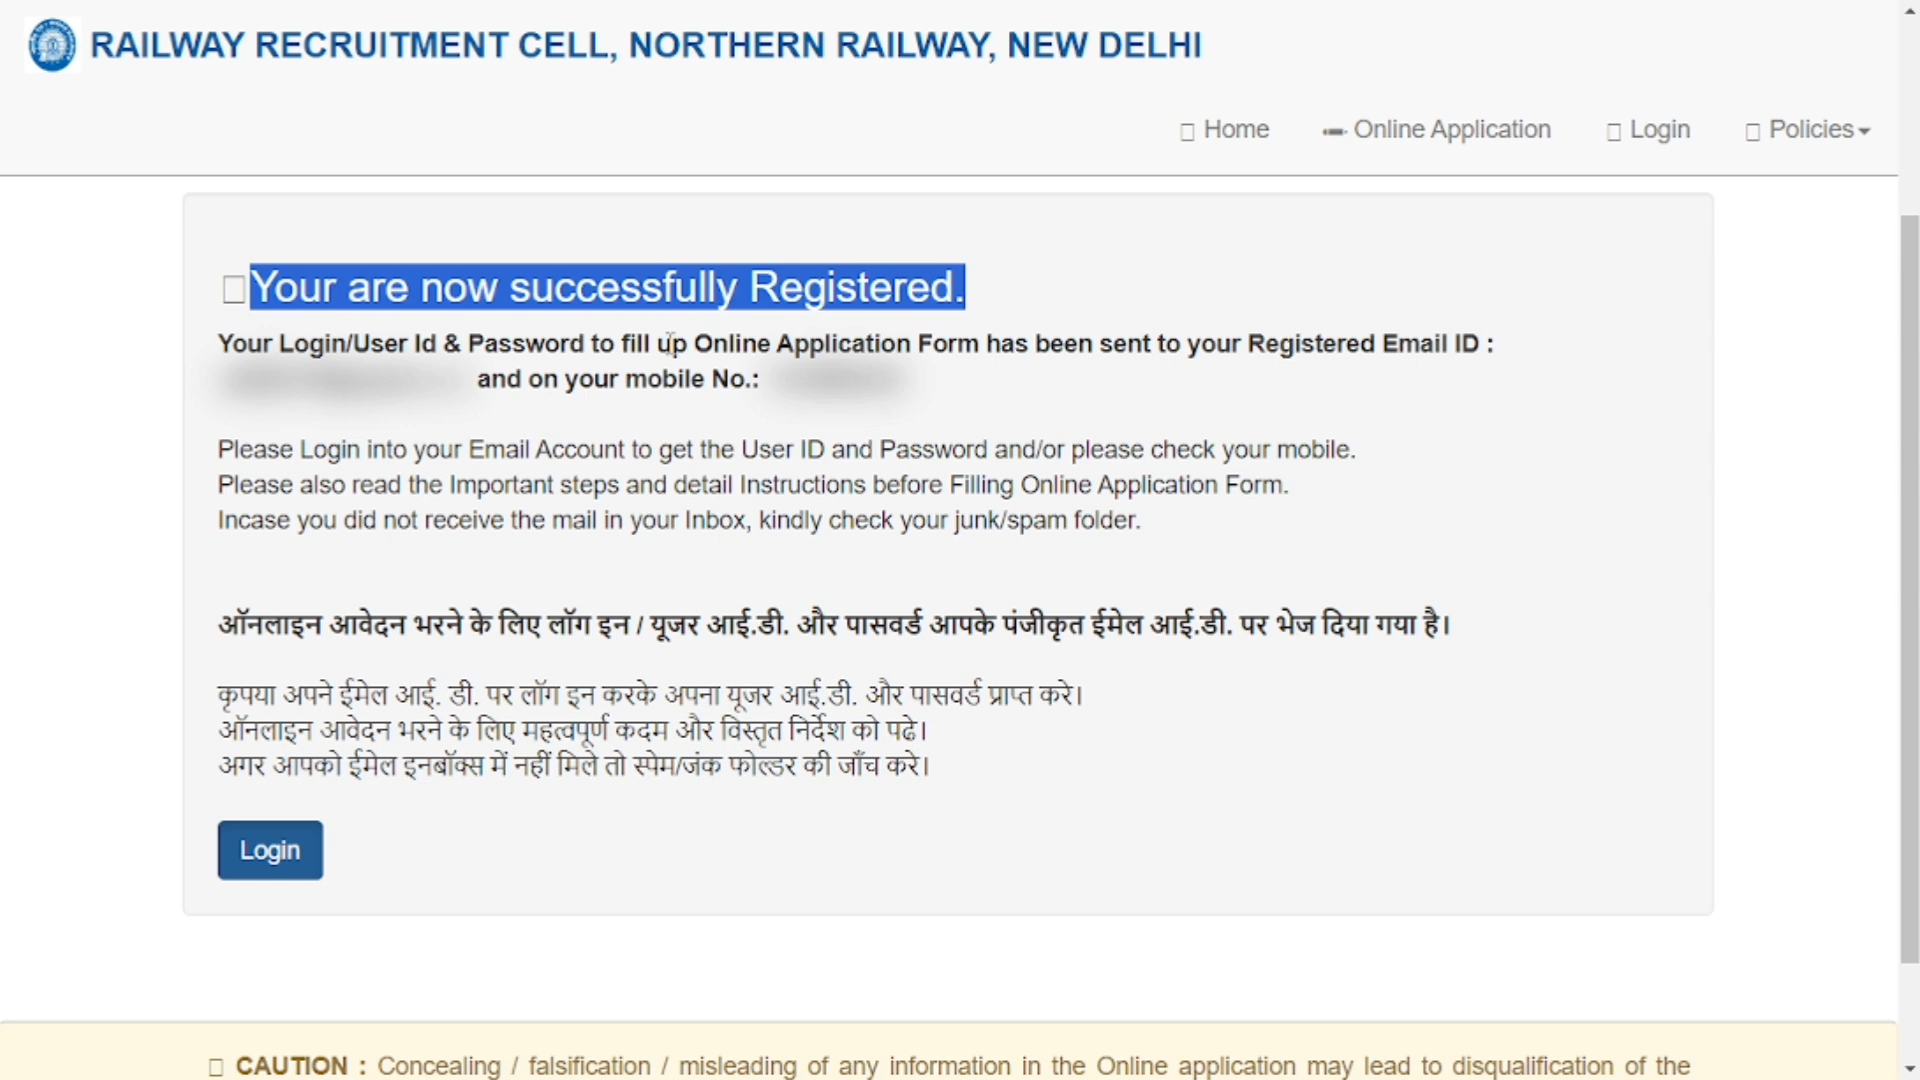 RAILWAY RECRUITMENT CELL, NORTHERN RAILWAY, NEW DELHI
Home Online Application Login Policies
Your are now successfully Registered.
Your Login/User Id & Password to fill up Online Application Form has been sent to your Registered Email ID :
and on your mobile No.:
Please Login into your Email Account to get the User ID and Password and/or please check your mobile.
Please also read the Important steps and detail Instructions before Filling Online Application Form.
Incase you did not receive the mail in your Inbox, kindly check your junk/spam folder.
ऑनलाइन आवेदन भरने के लिए लॉग इन / यूजर आई.डी. और पासवर्ड आपके पंजीकृत ईमेल आई.डी. पर भेज दिया गया है।
कृपया अपने ईमेल आई. डी. पर लॉग इन करके अपना यूजर आई.डी. और पासवर्ड प्राप्त करे।
ऑनलाइन आवेदन भरने के लिए महत्वपूर्ण कदम और विस्तृत निर्देश को पढे।
अगर आपको ईमेल इनबॉक्स में नहीं मिले तो स्पेम/जंक फोल्डर की जाँच करे।
Login
CAUTION : Concealing / falsification / misleading of any information in the Online application may lead to disqualification of the